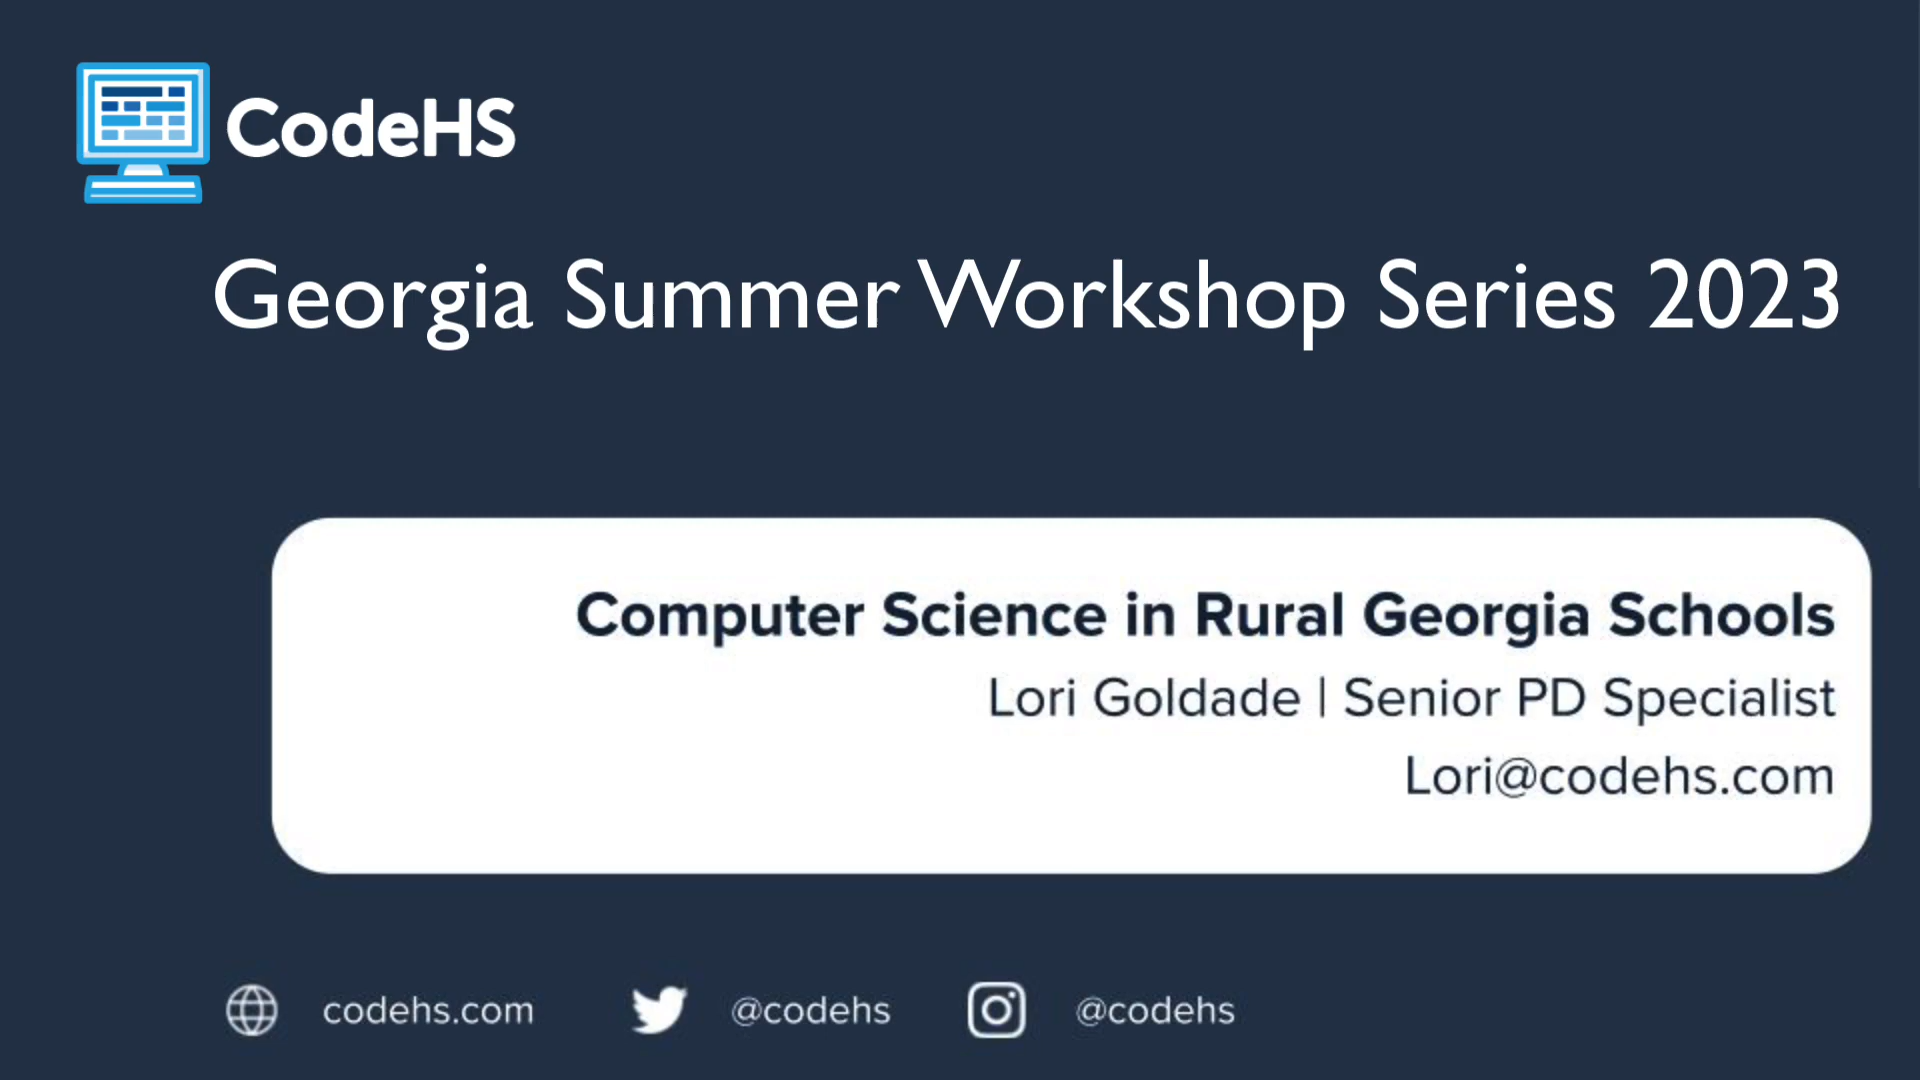 CodeHS
Georgia Summer Workshop Series 2023
Computer Science in Rural Georgia Schools
Lori Goldade | Senior PD Specialist
Lori@codehs.com
codehs.com @codehs @codehs